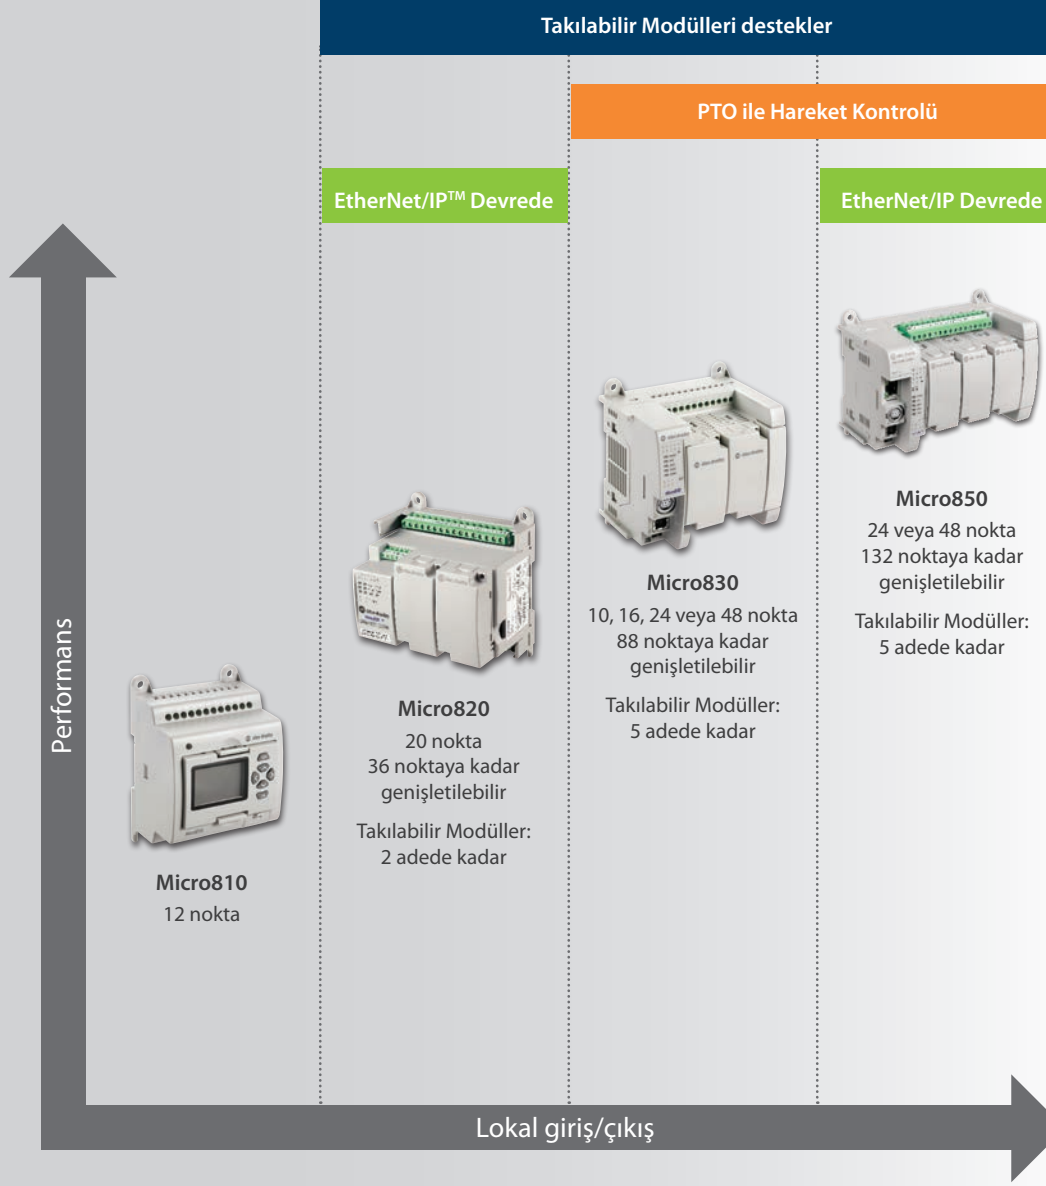 Takılabilir Modülleri destekler
PTO ile Hareket Kontrolü
EtherNet/IP™ Devrede
EtherNet/IP Devrede
Performans
Micro850
24 veya 48 nokta
132 noktaya kadar
genişletilebilir
Takılabilir Modüller:
5 adede kadar
Micro830
10, 16, 24 veya 48 nokta
88 noktaya kadar
genişletilebilir
Takılabilir Modüller:
5 adede kadar
Micro820
20 nokta
36 noktaya kadar
genişletilebilir
Takılabilir Modüller:
2 adede kadar
Micro810
12 nokta
Lokal giriş/çıkış